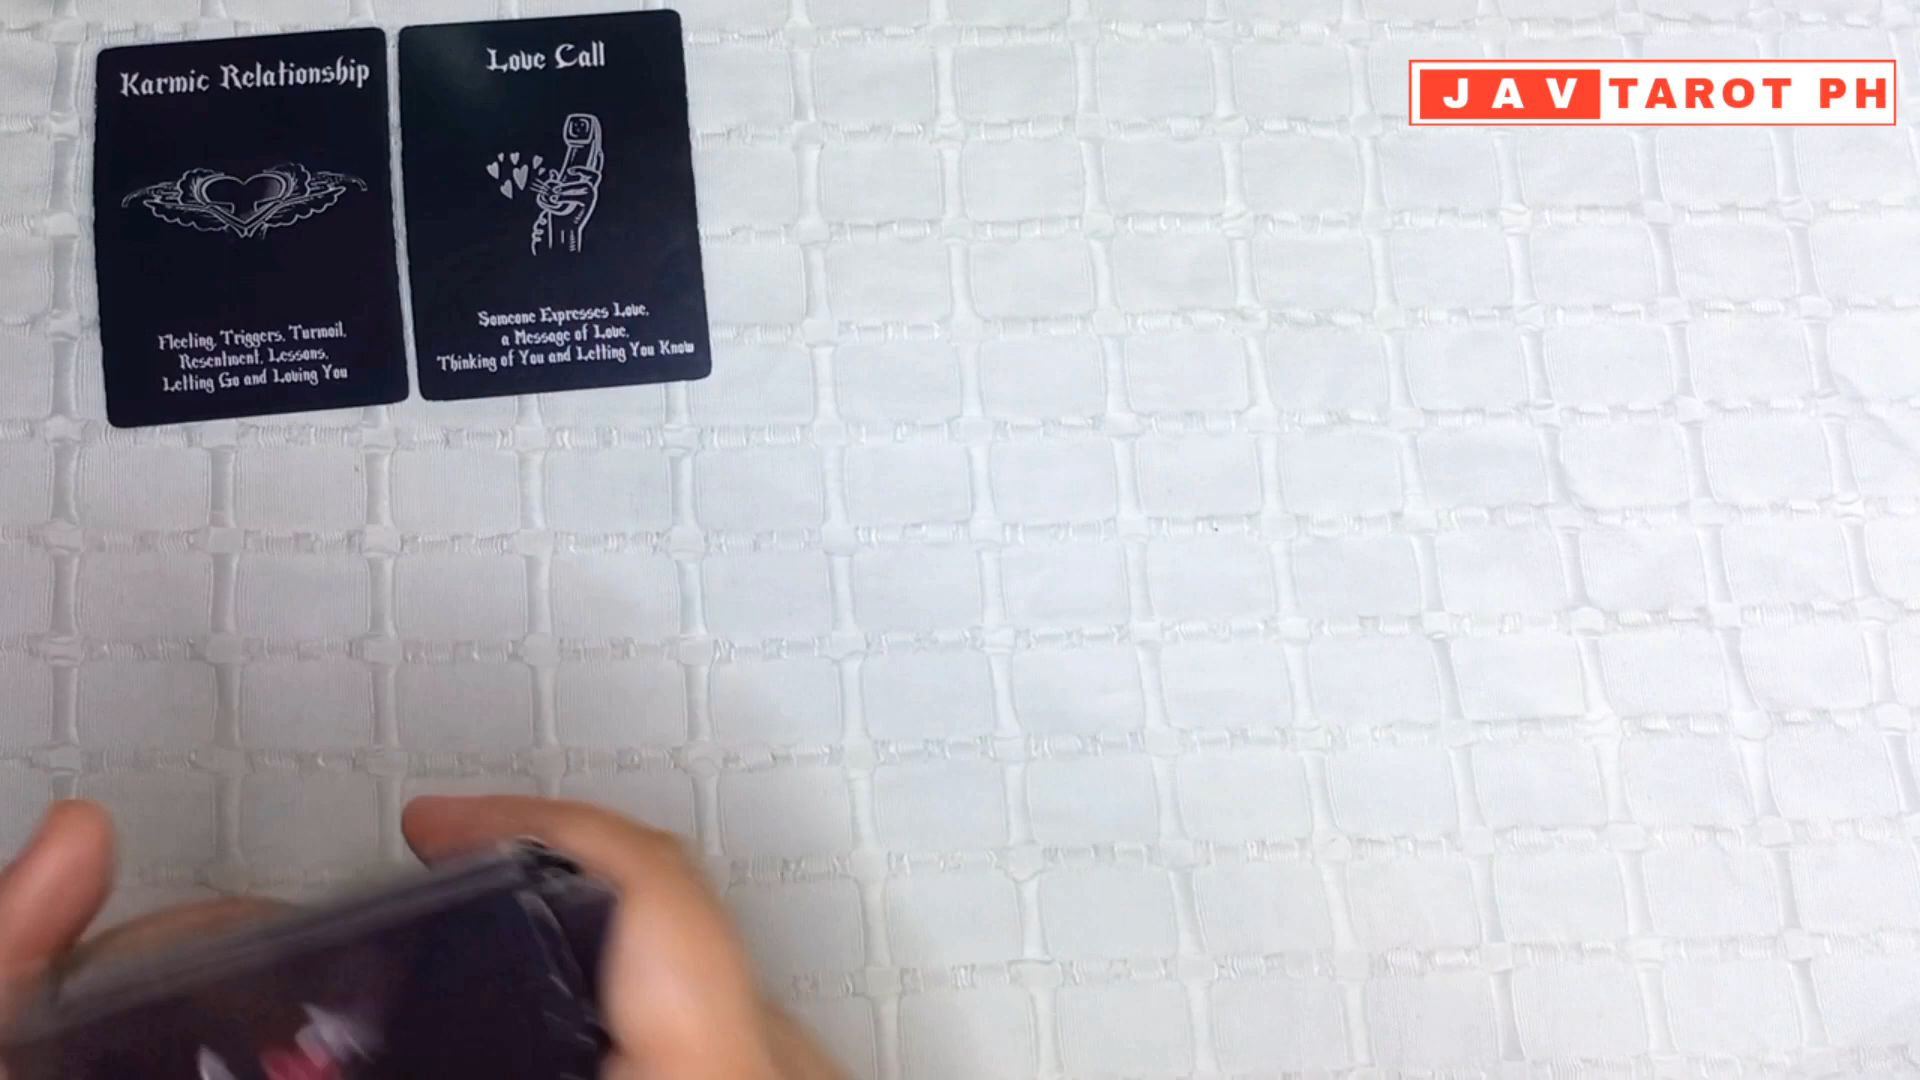 Karmic Relationship
Fleeting, Triggers, Turmoil,
Resentment, Lessons,
Letting Go and Loving You
Love Call
Someone Expresses Love,
a Message of Love,
Thinking of You and Letting You Know
JAV TAROT PH